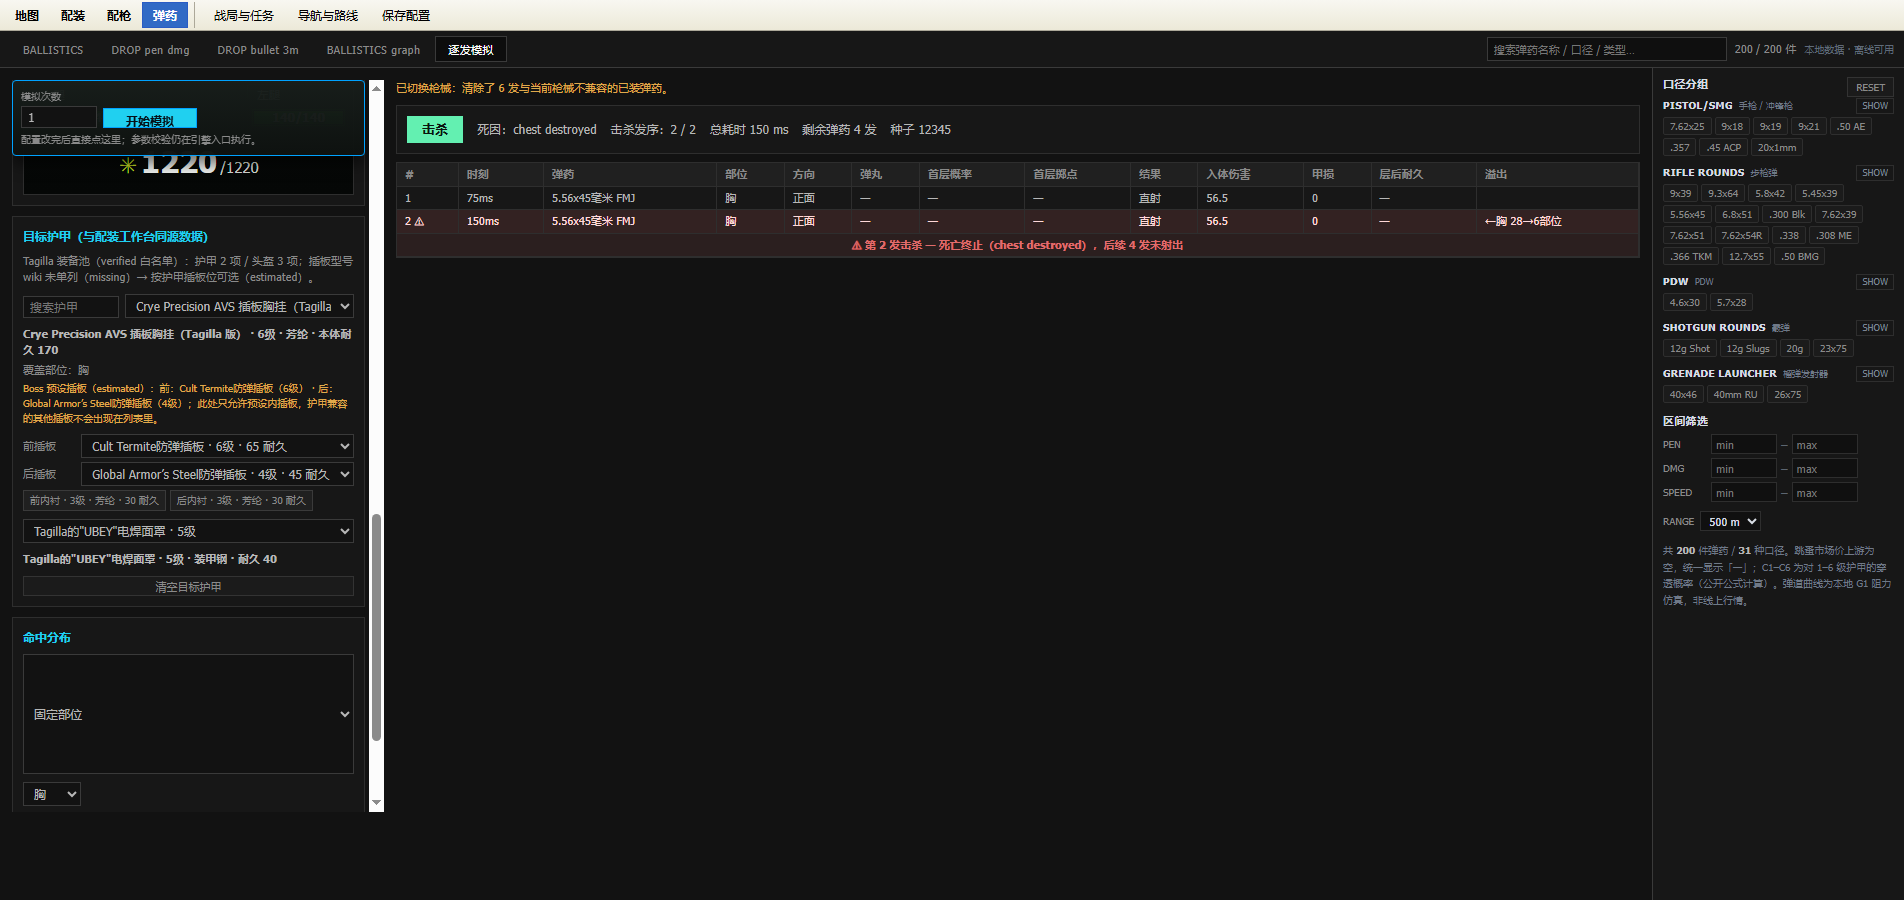 地图 配装 配枪 弹药 战局与任务 导航与路线 保存配置
BALLISTICS DROP pen dmg DROP bullet 3m BALLISTICS graph 逐发模拟 搜索弹药名称 / 口径 / 类型... 200 / 200 件 本地数据 · 离线可用
模拟次数
1 开始模拟
配置改完后直接点这里；参数校验仍在引擎入口执行。
1220 /1220
目标护甲（与配装工作台同源数据）
Tagilla 装备池（verified 白名单）：护甲 2 项 / 头盔 3 项；插板型号
wiki 未单列（missing）→ 按护甲插板位可选（estimated）。
搜索护甲 Crye Precision AVS 插板胸挂（Tagilla
Crye Precision AVS 插板胸挂（Tagilla 版） · 6级 · 芳纶 · 本体耐
久 170
覆盖部位：胸
Boss 预设插板（estimated）：前：Cult Termite防弹插板（6级） · 后：
Global Armor's Steel防弹插板（4级）；此处只允许预设内插板，护甲兼容
的其他插板不会出现在列表里。
前插板 Cult Termite防弹插板 · 6级 · 65 耐久
后插板 Global Armor's Steel防弹插板 · 4级 · 45 耐久
前内衬 · 3级 · 芳纶 · 30 耐久 后内衬 · 3级 · 芳纶 · 30 耐久
Tagilla的"UBEY"电焊面罩 · 5级
Tagilla的"UBEY"电焊面罩 · 5级 · 装甲钢 · 耐久 40
清空目标护甲
命中分布
固定部位
胸
已切换枪械：清除了 6 发与当前枪械不兼容的已装弹药。
击杀 死因：chest destroyed 击杀发序：2 / 2 总耗时 150 ms 剩余弹药 4 发 种子 12345
# 时刻 弹药 部位 方向 弹丸 首层概率 首层掷点 结果 入体伤害 甲损 层后耐久 溢出
1 75ms 5.56x45毫米 FMJ 胸 正面 — — — 直射 56.5 0 —
2 ⚠ 150ms 5.56x45毫米 FMJ 胸 正面 — — — 直射 56.5 0 — ←胸 28→6部位
⚠ 第 2 发击杀 — 死亡终止（chest destroyed），后续 4 发未射出
口径分组 RESET
PISTOL/SMG 手枪 / 冲锋枪 SHOW
7.62x25 9x18 9x19 9x21 .50 AE
.357 .45 ACP 20x1mm
RIFLE ROUNDS 步枪弹 SHOW
9x39 9.3x64 5.8x42 5.45x39
5.56x45 6.8x51 .300 Blk 7.62x39
7.62x51 7.62x54R .338 .308 ME
.366 TKM 12.7x55 .50 BMG
PDW PDW SHOW
4.6x30 5.7x28
SHOTGUN ROUNDS 霰弹 SHOW
12g Shot 12g Slugs 20g 23x75
GRENADE LAUNCHER 榴弹发射器 SHOW
40x46 40mm RU 26x75
区间筛选
PEN min — max
DMG min — max
SPEED min — max
RANGE 500 m
共 200 件弹药 / 31 种口径。跳蚤市场价上游为
空，统一显示「—」；C1–C6 为对 1–6 级护甲的穿
透概率（公开公式计算）。弹道曲线为本地 G1 阻力
仿真，非线上行情。